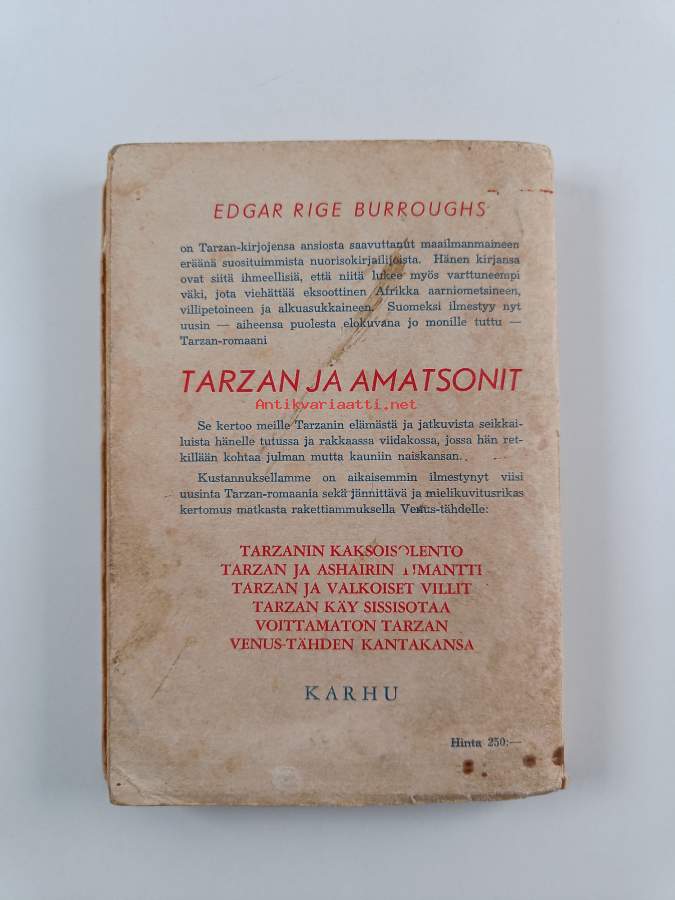 EDGAR RIGE BURROUGHS
on Tarzan-kirjojensa ansiosta saavuttanut maailmanmaineen
eräänä suosituimmista nuorisokirjailijoista. Hänen kirjansa
ovat siitä ihmeellisiä, että niitä lukee myös varttuneempi
väki, jota viehättää eksoottinen Afrikka aarniometsineen,
villipetoineen ja alkuasukkaineen. Suomeksi ilmestyy nyt
uusin — aiheensa puolesta elokuvana jo monille tuttu —
Tarzan-romaani
TARZAN JA AMATSONIT
Antikvariaatti.net
Se kertoo meille Tarzanin elämästä ja jatkuvista seikkai-
luista hänelle tutussa ja rakkaassa viidakossa, jossa hän ret-
killään kohtaa julman mutta kauniin naiskansan.
Kustannuksellamme on aikaisemmin ilmestynyt viisi
uusinta Tarzan-romaania sekä jännittävä ja mielikuvitusrikas
kertomus matkasta rakettiammuksella Venus-tähdelle:
TARZANIN KAKSOISOLENTO
TARZAN JA ASHAIRIN TIMANTTI
TARZAN JA VALKOISET VILLIT
TARZAN KÄY SISSISOTAA
VOITTAMATON TARZAN
VENUS-TÄHDEN KANTAKANSA
KARHU
Hinta 250:—